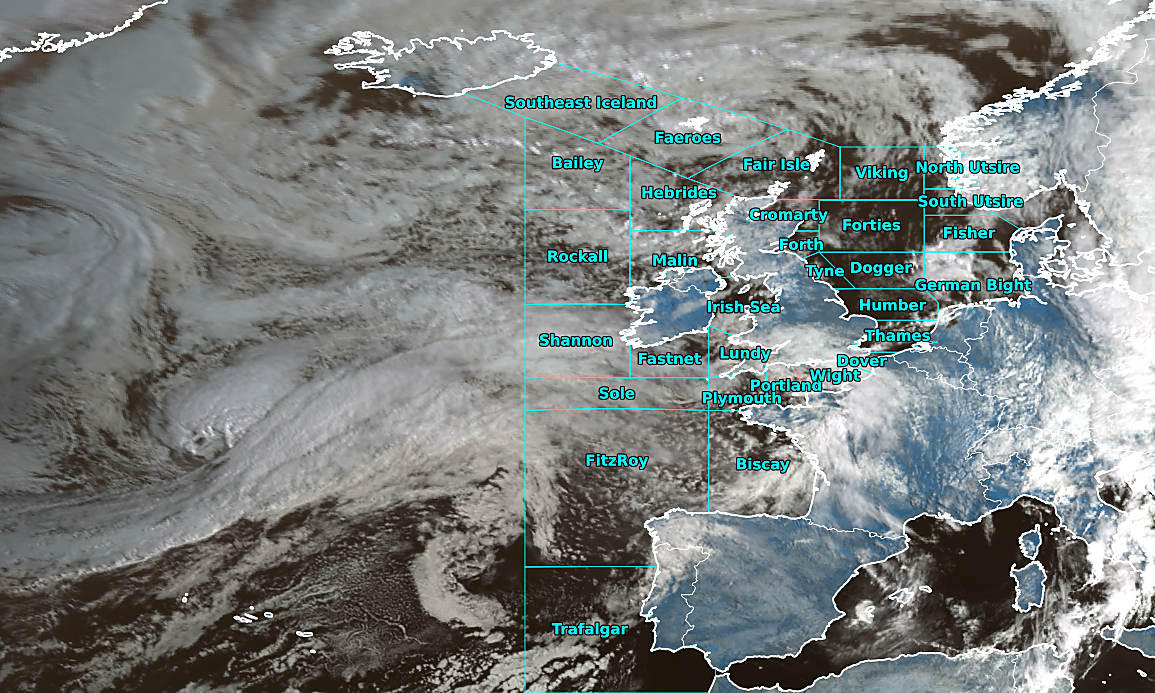 Southeast Iceland
Faeroes
Bailey
Fair Isle
Viking
North Utsire
Hebrides
South Utsire
Cromarty
Forties
Fisher
Forth
Rockall
Malin
Tyne
Dogger
German Bight
Irish Sea
Humber
Shannon
Thames
Fastnet
Lundy
Dover
Wight
Portland
Sole
Plymouth
FitzRoy
Biscay
Trafalgar